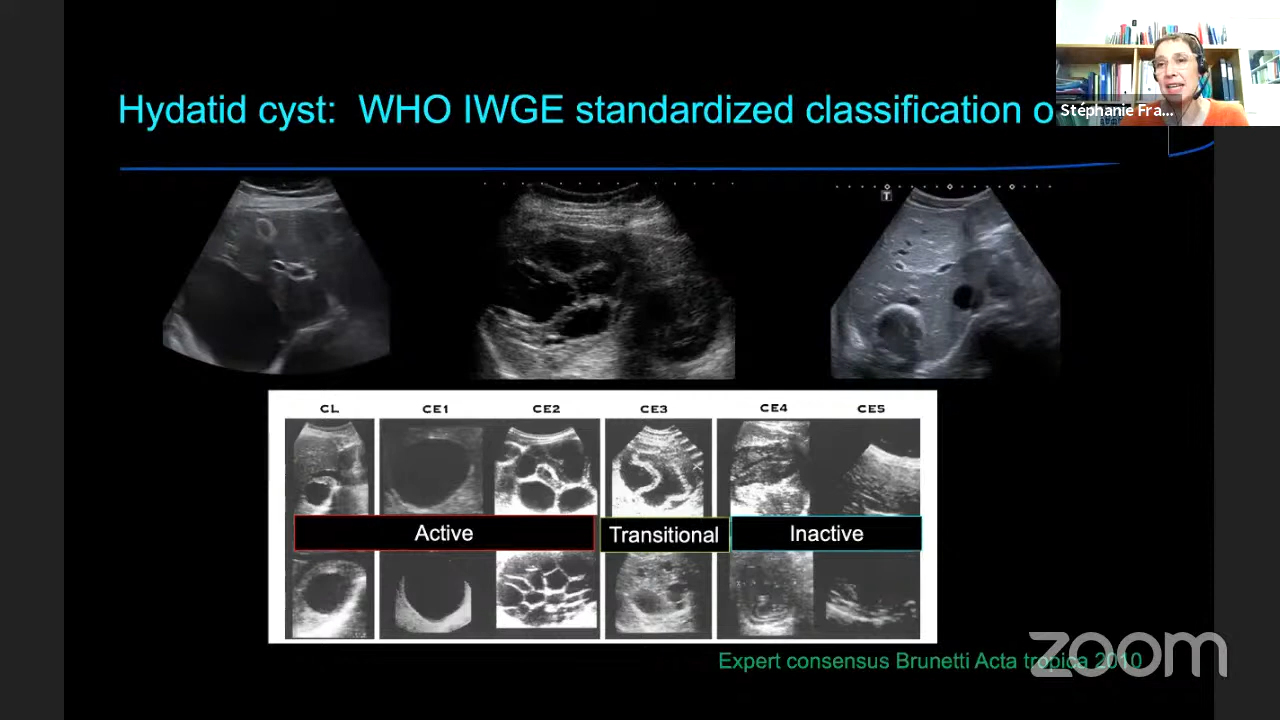 Hydatid cyst: WHO IWGE standardized classification o
Stéphanie Fra...
T
CL CE1 CE2 CE3 CE4 CE5
Active Transitional Inactive
Expert consensus Brunetti Acta tropica 2010
zoom